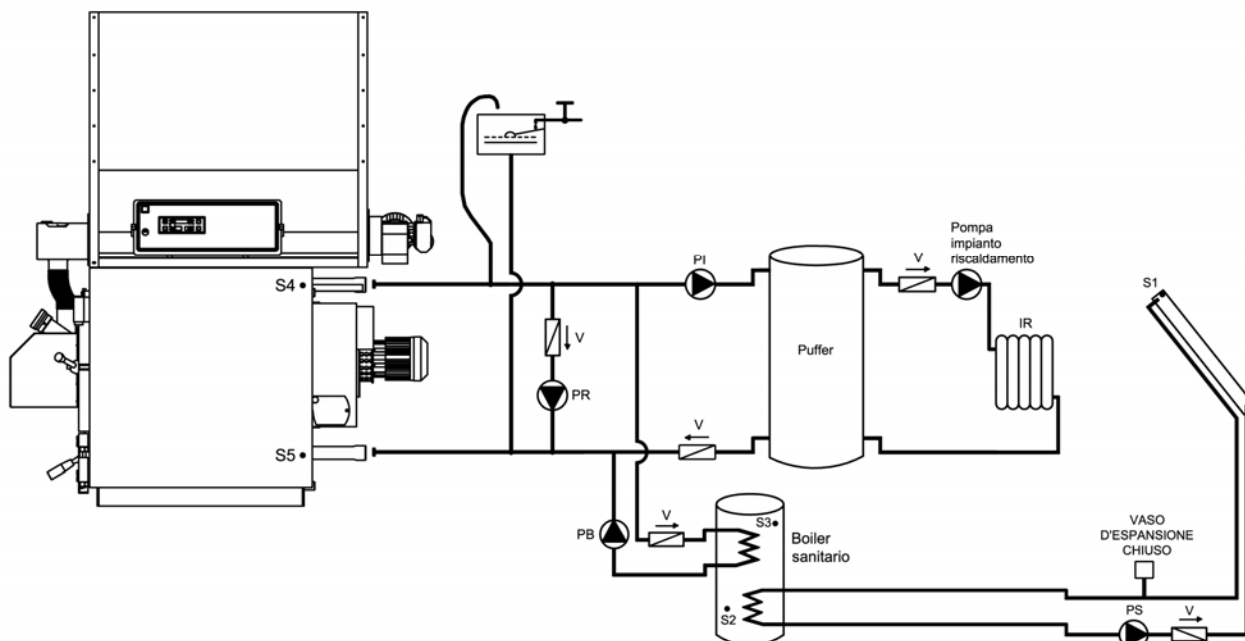 S4
S5
V
PR
PI
Puffer
V
Pompa
impianto
riscaldamento
V
IR
S1
PB
V
S3
Boiler
sanitario
S2
VASO
D'ESPANSIONE
CHIUSO
PS
V